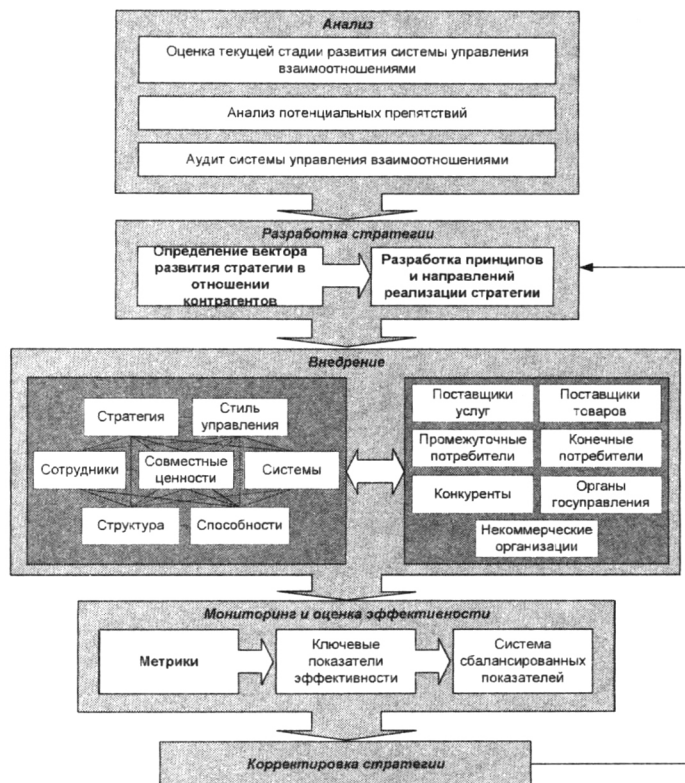 Анализ
Оценка текущей стадии развития системы управления
взаимоотношениями
Анализ потенциальных препятствий
Аудит системы управления взаимоотношениями
Разработка стратегии
Определение вектора
развития стратегии в
отношении
контрагентов
Разработка принципов
и направлений
реализации стратегии
Внедрение
Стратегия
Стиль
управления
Сотрудники
Совместные
ценности
Системы
Структура
Способности
Поставщики
услуг
Поставщики
товаров
Промежуточные
потребители
Конечные
потребители
Конкуренты
Органы
госуправления
Некоммерческие
организации
Мониторинг и оценка эффективности
Метрики
Ключевые
показатели
эффективности
Система
сбалансированных
показателей
Корректировка стратегии